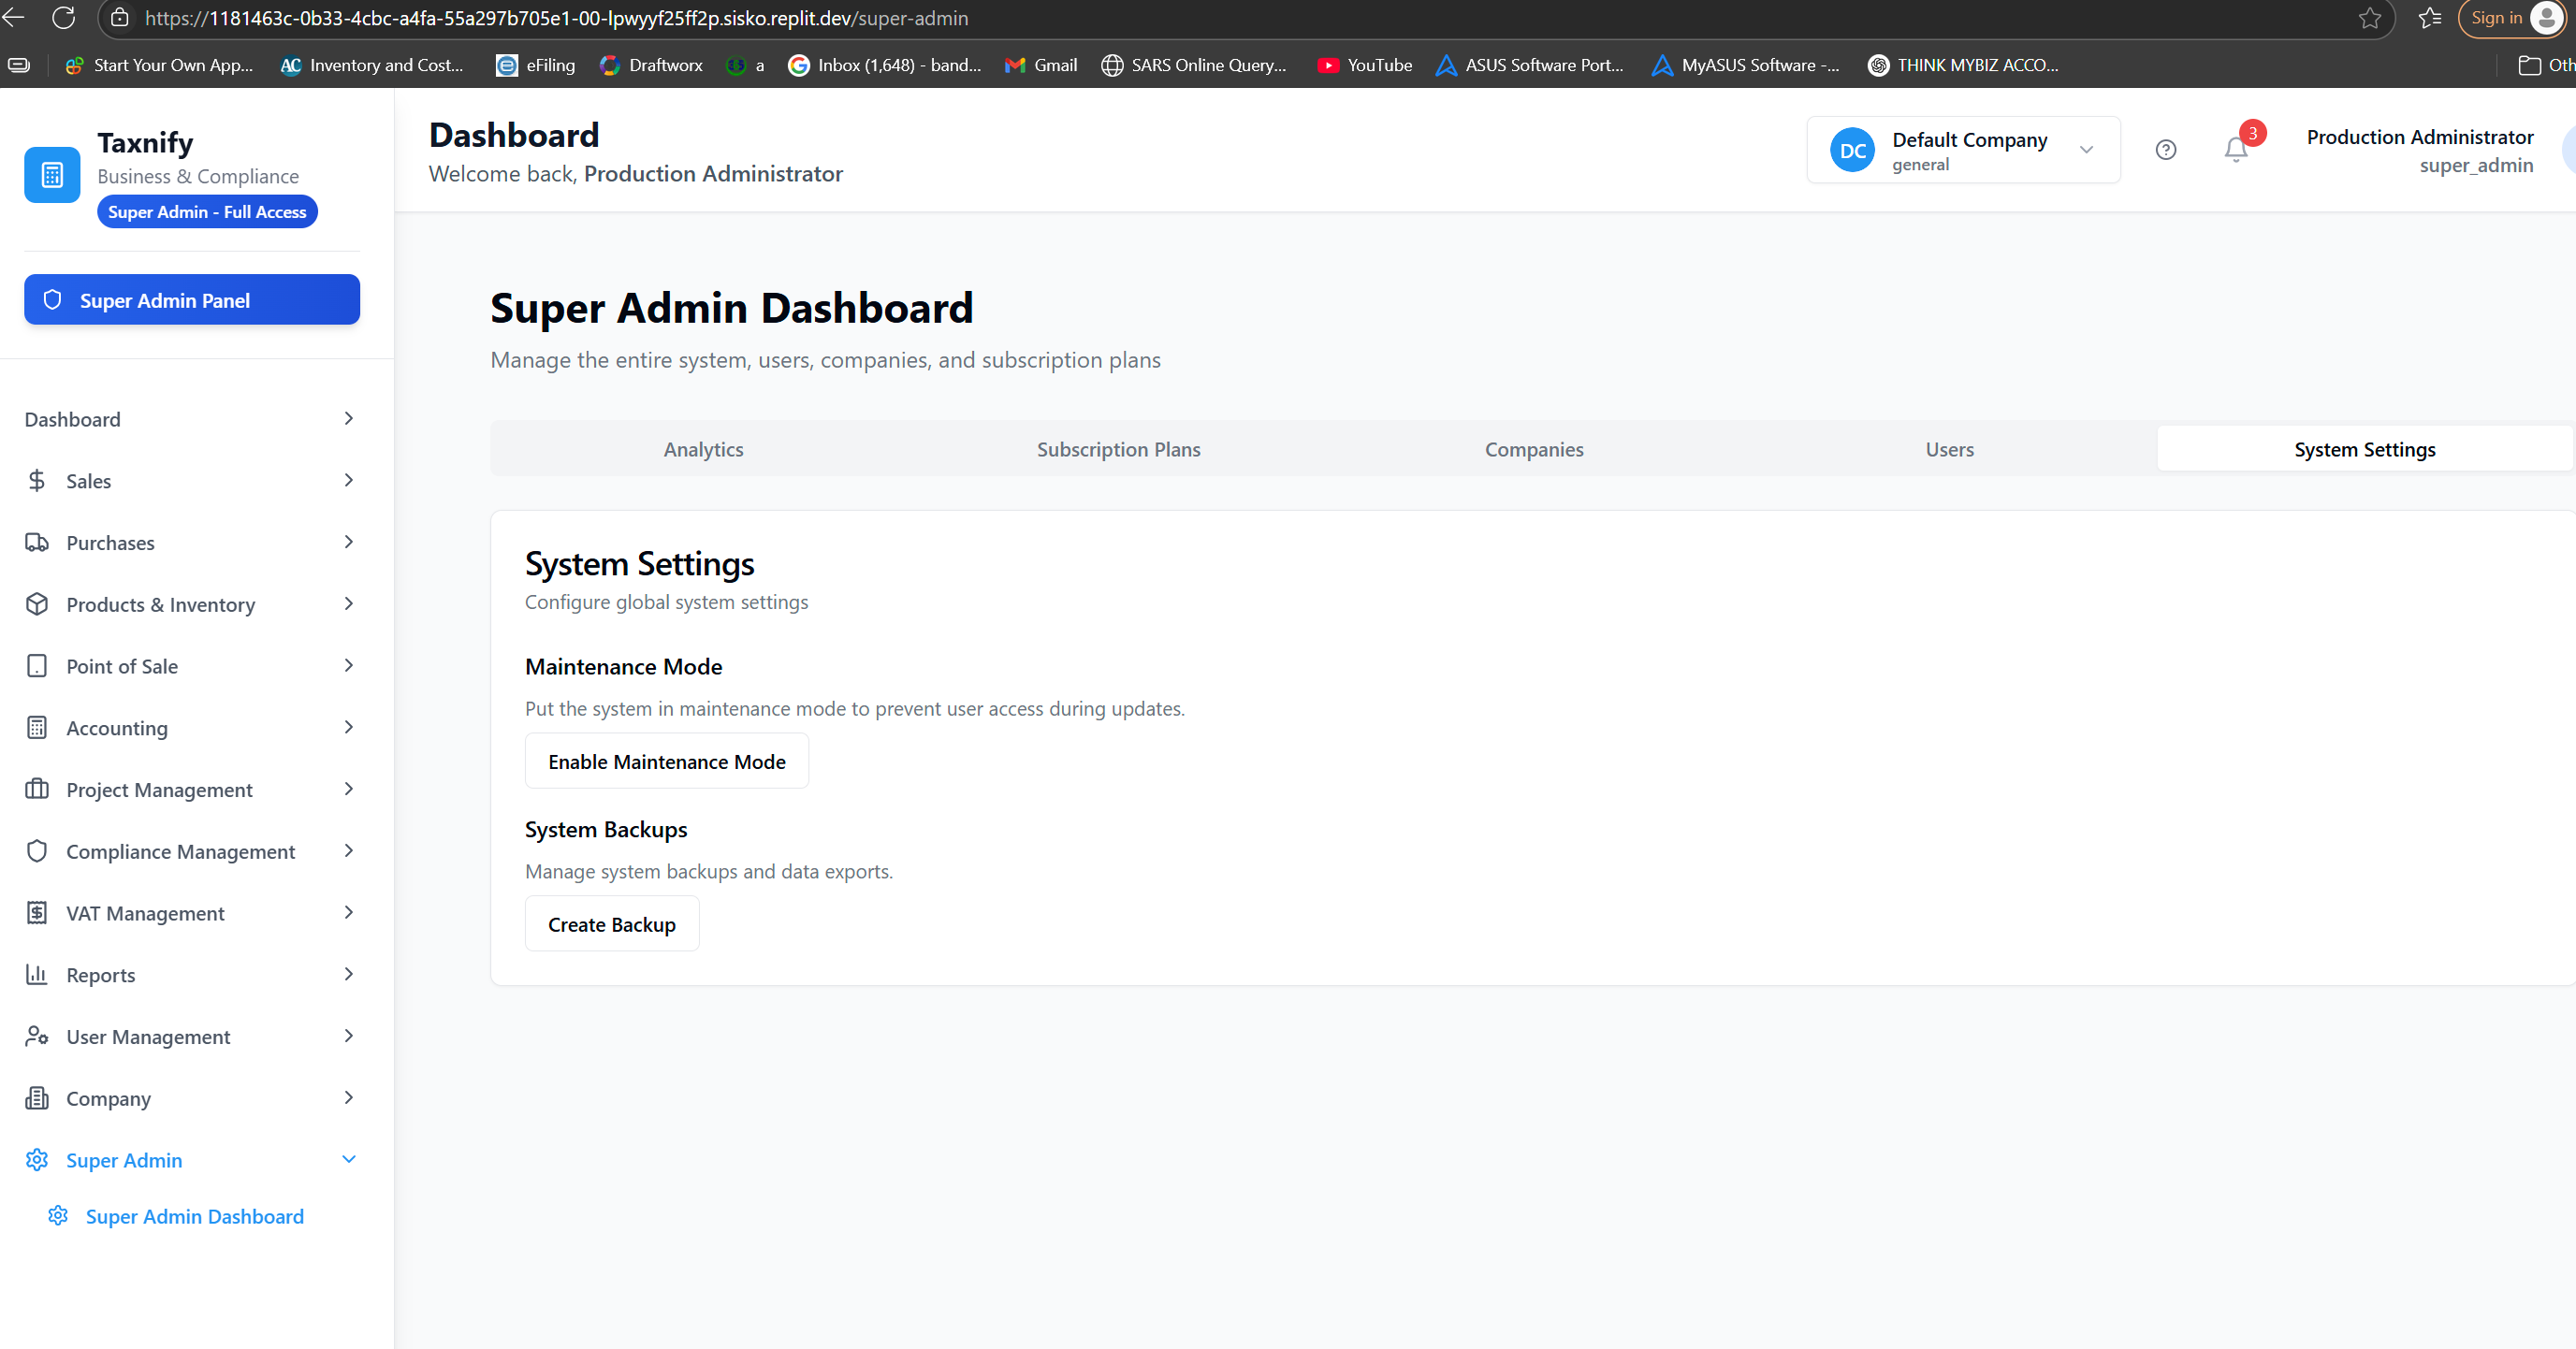 https://1181463c-0b33-4cbc-a4fa-55a297b705e1-00-lpwyyf25ff2p.sisko.replit.dev/super-admin
Sign in
Start Your Own App...
AC Inventory and Cost...
eFiling
Draftworx
a
Inbox (1,648) - band...
Gmail
SARS Online Query...
YouTube
ASUS Software Port...
MyASUS Software -...
THINK MYBIZ ACCO...
Oth
Taxnify
Business & Compliance
Super Admin - Full Access
Super Admin Panel
Dashboard
Sales
Purchases
Products & Inventory
Point of Sale
Accounting
Project Management
Compliance Management
VAT Management
Reports
User Management
Company
Super Admin
Super Admin Dashboard
Dashboard
Welcome back, Production Administrator
DC
Default Company
general
3
Production Administrator
super_admin
Super Admin Dashboard
Manage the entire system, users, companies, and subscription plans
Analytics
Subscription Plans
Companies
Users
System Settings
System Settings
Configure global system settings
Maintenance Mode
Put the system in maintenance mode to prevent user access during updates.
Enable Maintenance Mode
System Backups
Manage system backups and data exports.
Create Backup